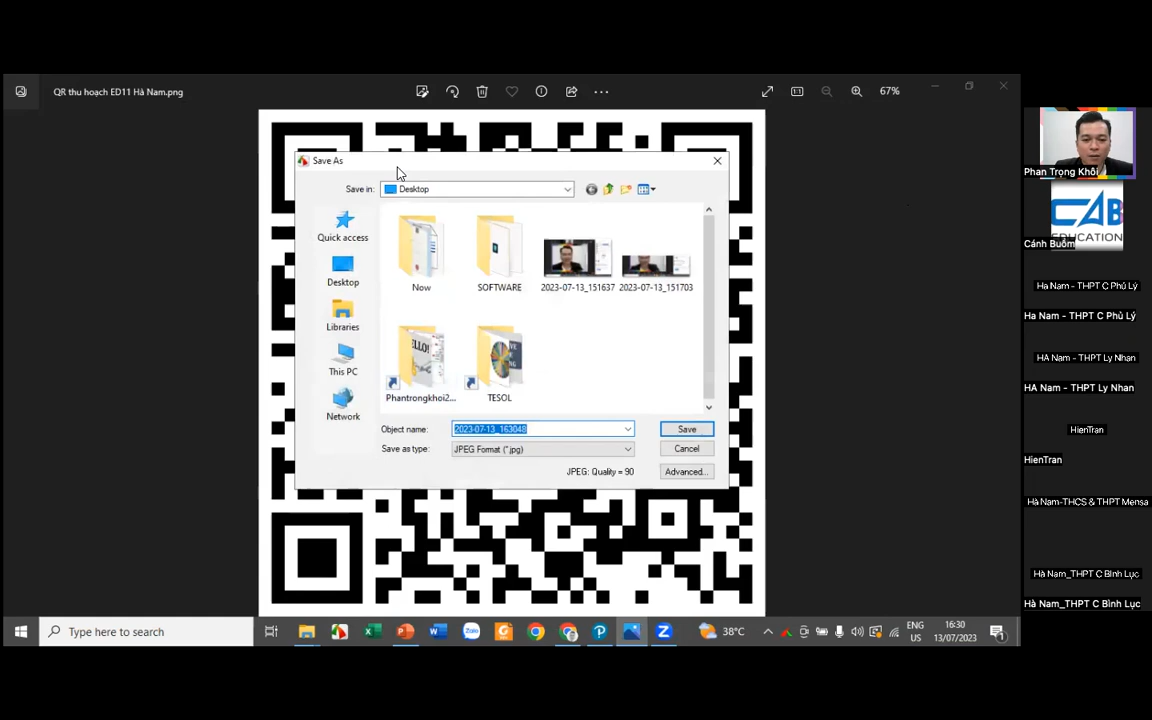 QR thu hoạch ED11 Hà Nam.png
67%
Save As
Save in:
Desktop
Quick access
Desktop
Libraries
This PC
Network
Now
SOFTWARE
2023-07-13_151637
2023-07-13_151703
Phantrongkhoi2...
TESOL
Object name:
2023-07-13_163048
Save
Save as type:
JPEG Format (*.jpg)
Cancel
JPEG: Quality = 90
Advanced...
Phan Trọng Khôi
CAB
EDUCATION
Cánh Buồm
Ha Nam - THPT C Phủ Lý
Ha Nam - THPT C Phủ Lý
HA Nam - THPT Ly Nhan
HA Nam - THPT Ly Nhan
HienTran
HienTran
Hà Nam-THCS & THPT Mensa
Hà Nam_THPT C Bình Lục
Hà Nam_THPT C Bình Lục
Type here to search
38°C
ENG
US
16:30
13/07/2023
1